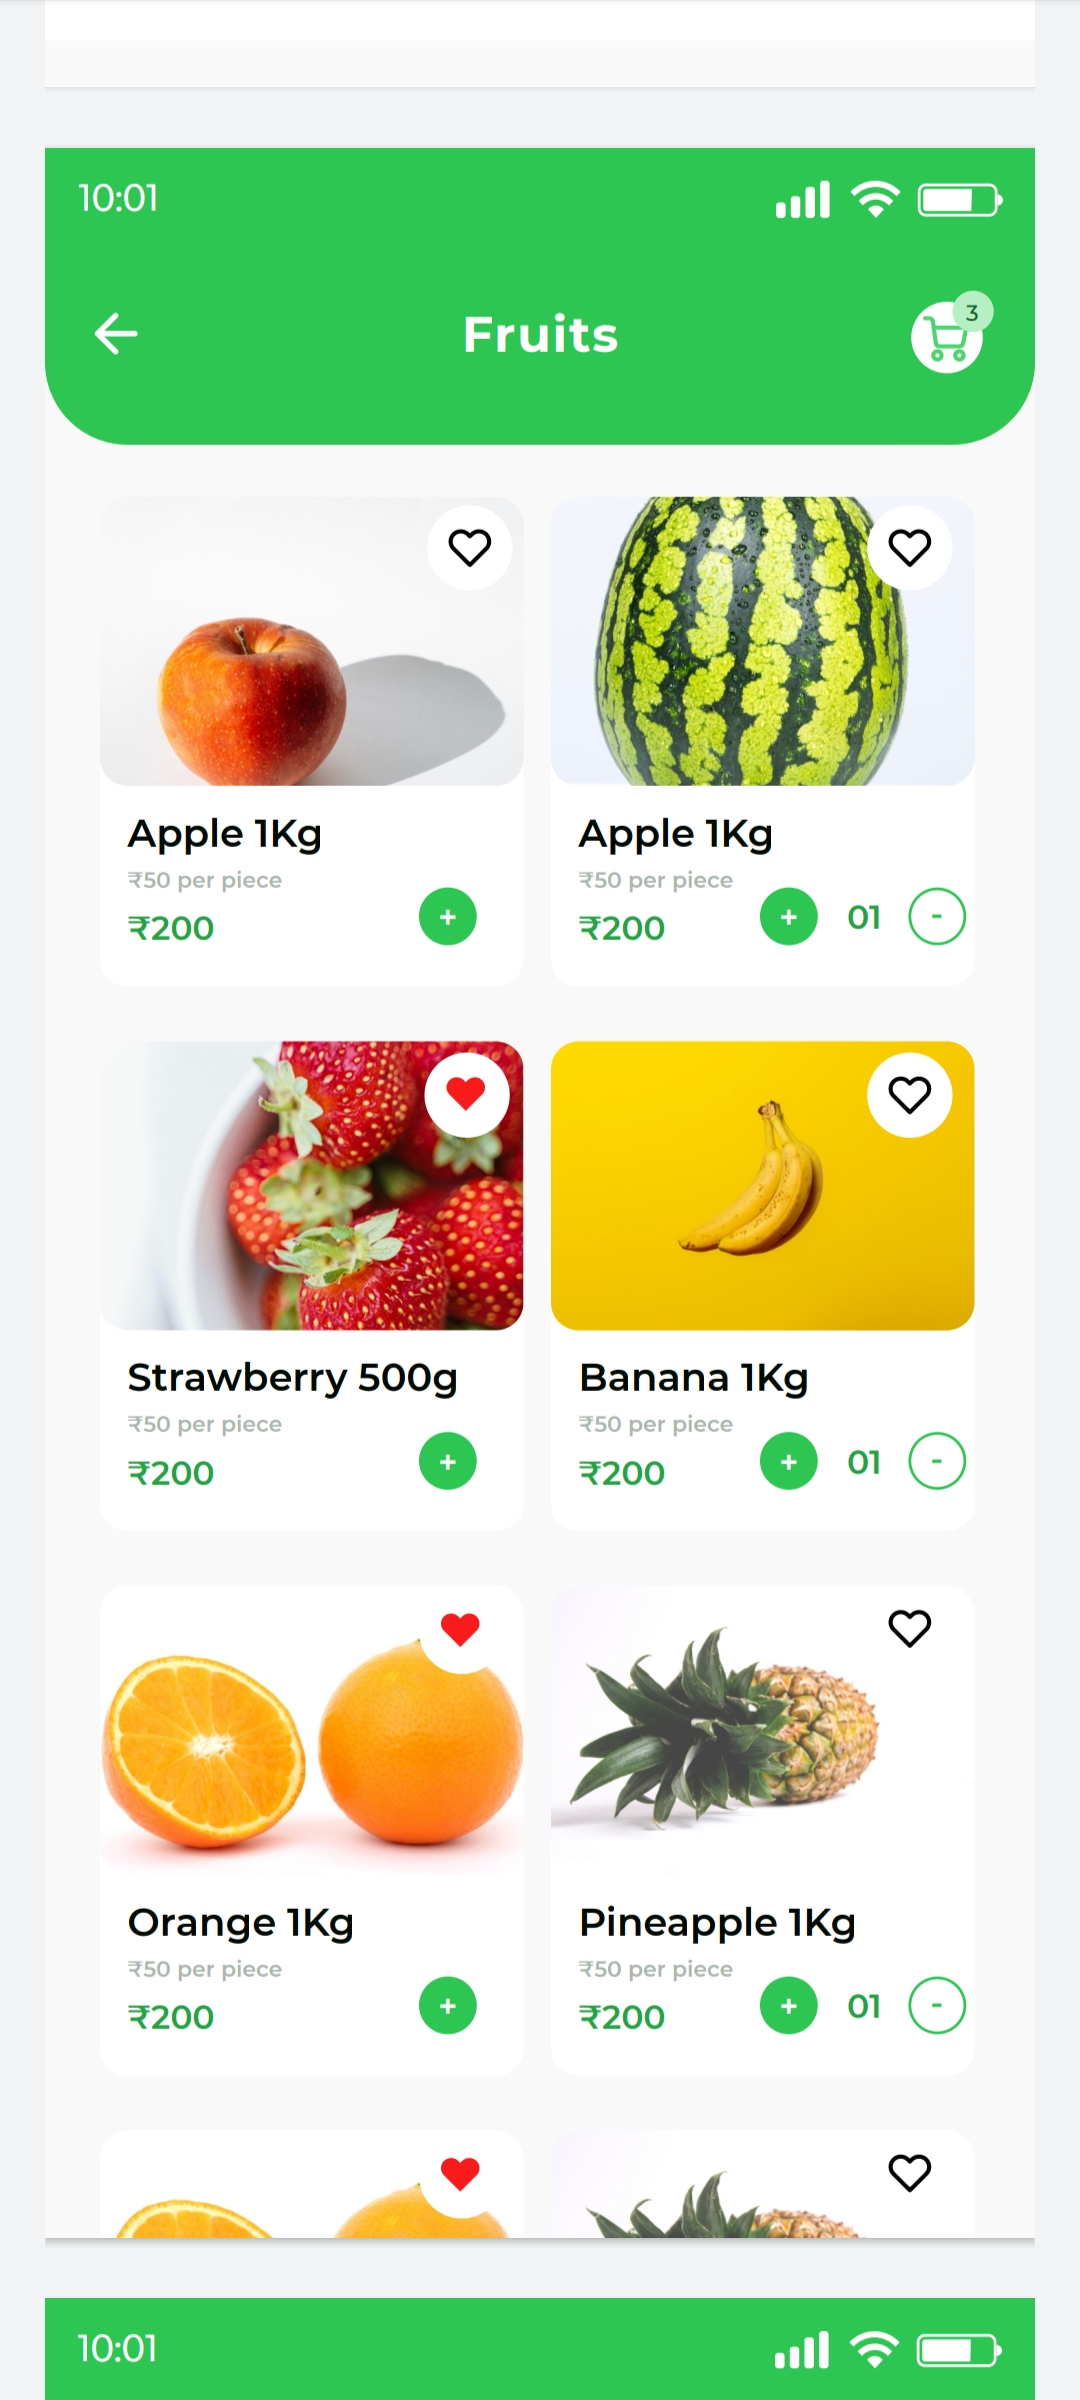 10:01
Fruits
3
Apple 1Kg
₹50 per piece
₹200
+
Apple 1Kg
₹50 per piece
₹200
+ 01 -
Strawberry 500g
₹50 per piece
₹200
+
Banana 1Kg
₹50 per piece
₹200
+ 01 -
Orange 1Kg
₹50 per piece
₹200
+
Pineapple 1Kg
₹50 per piece
₹200
+ 01 -
10:01